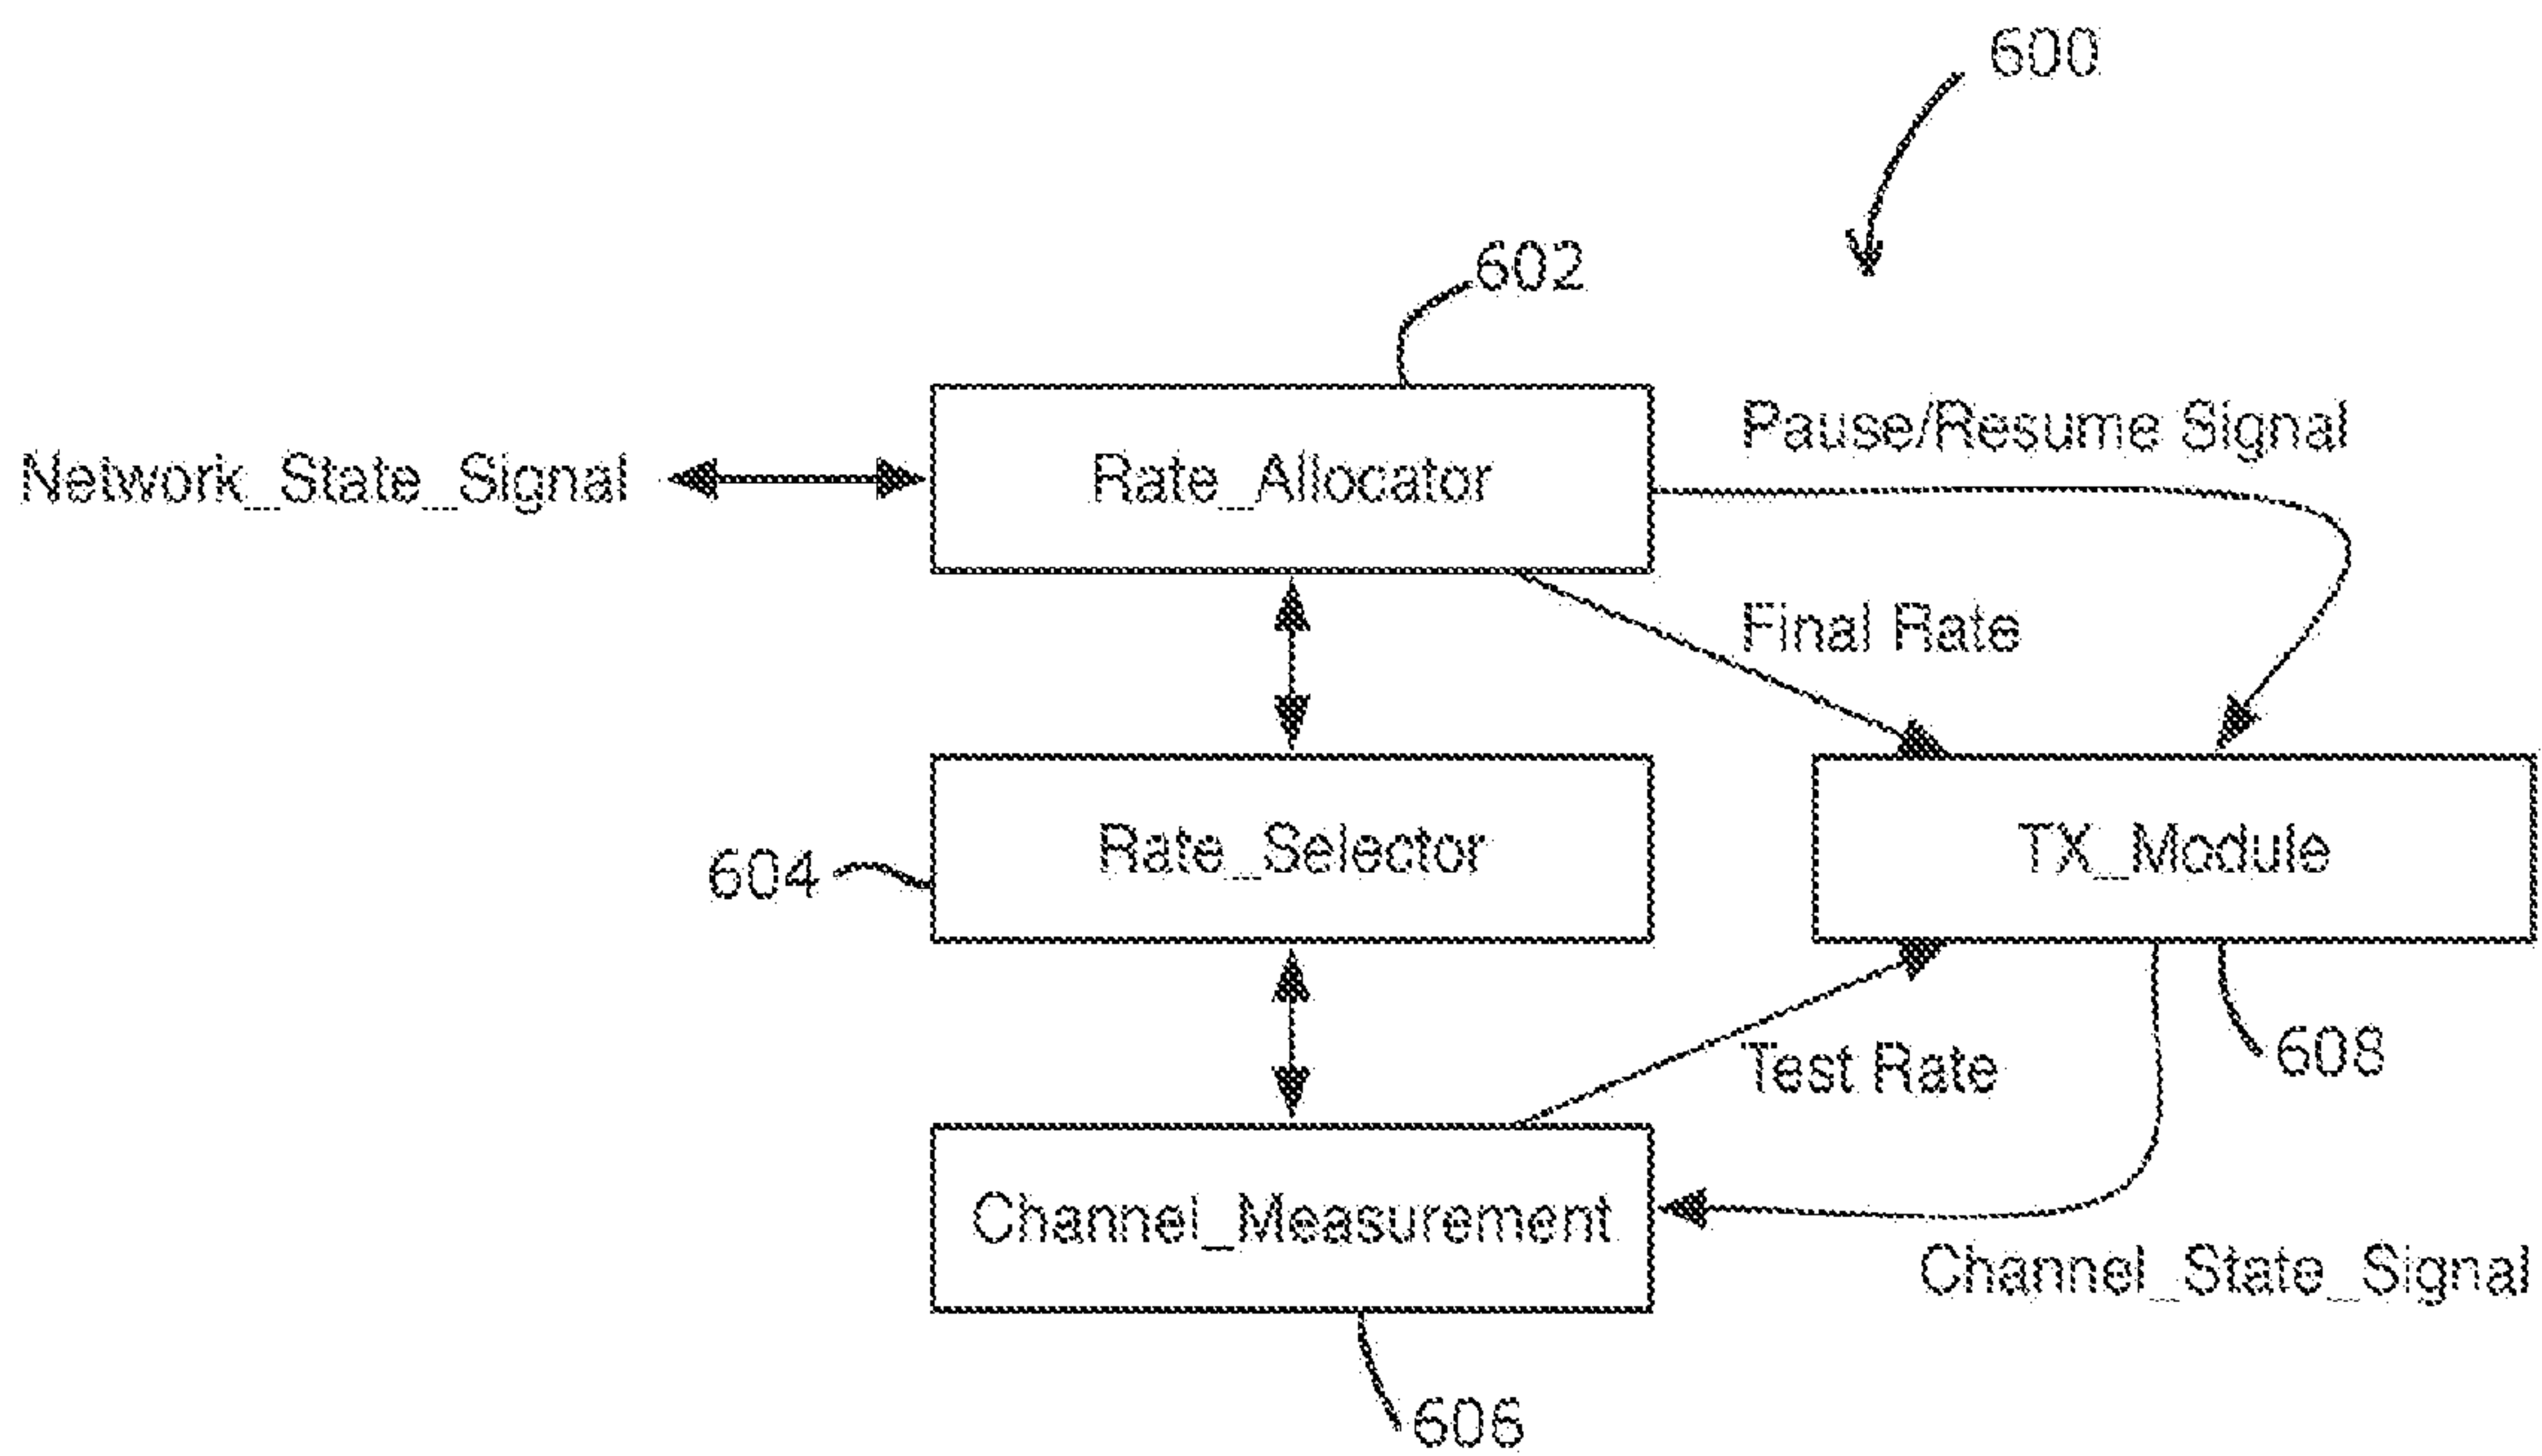 600
602
Pause/Resume Signal
Network_State_Signal
Rate_Allocator
Final Rate
604
Rate_Selector
TX_Module
608
Test Rate
Channel_Measurement
Channel_State_Signal
606